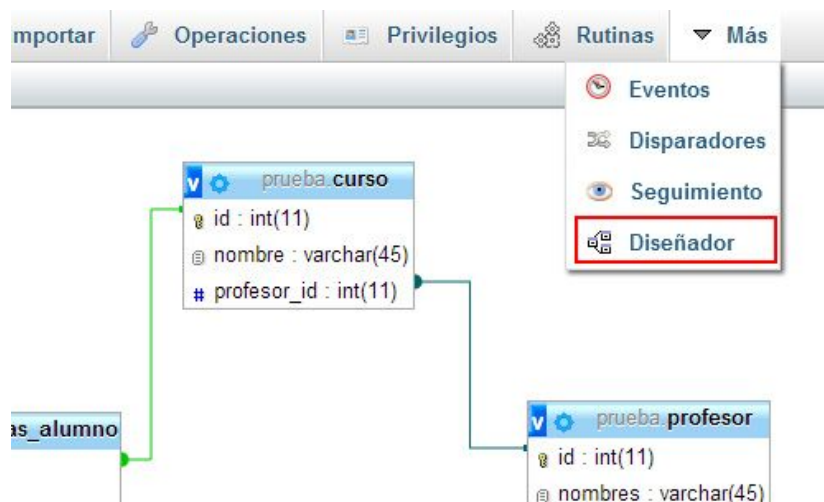 mportar Operaciones Privilegios Rutinas Más
Eventos
Disparadores
Seguimiento
Diseñador
v prueba.curso
id : int(11)
nombre : varchar(45)
# profesor_id : int(11)
as_alumno
v prueba.profesor
id : int(11)
nombres : varchar(45)